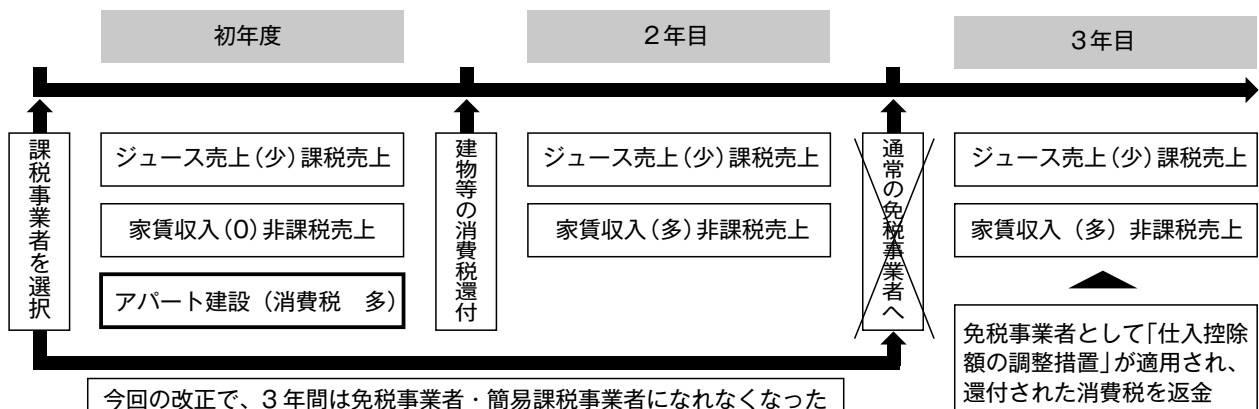 初年度
2年目
3年目
課税事業者を選択
ジュース売上(少)課税売上
家賃収入(0)非課税売上
アパート建設(消費税　多)
建物等の消費税還付
ジュース売上(少)課税売上
家賃収入(多)非課税売上
通常の免税事業者へ
ジュース売上(少)課税売上
家賃収入(多)非課税売上
免税事業者として「仕入控除
額の調整措置」が適用され、
還付された消費税を返金
今回の改正で、3年間は免税事業者・簡易課税事業者になれなくなった